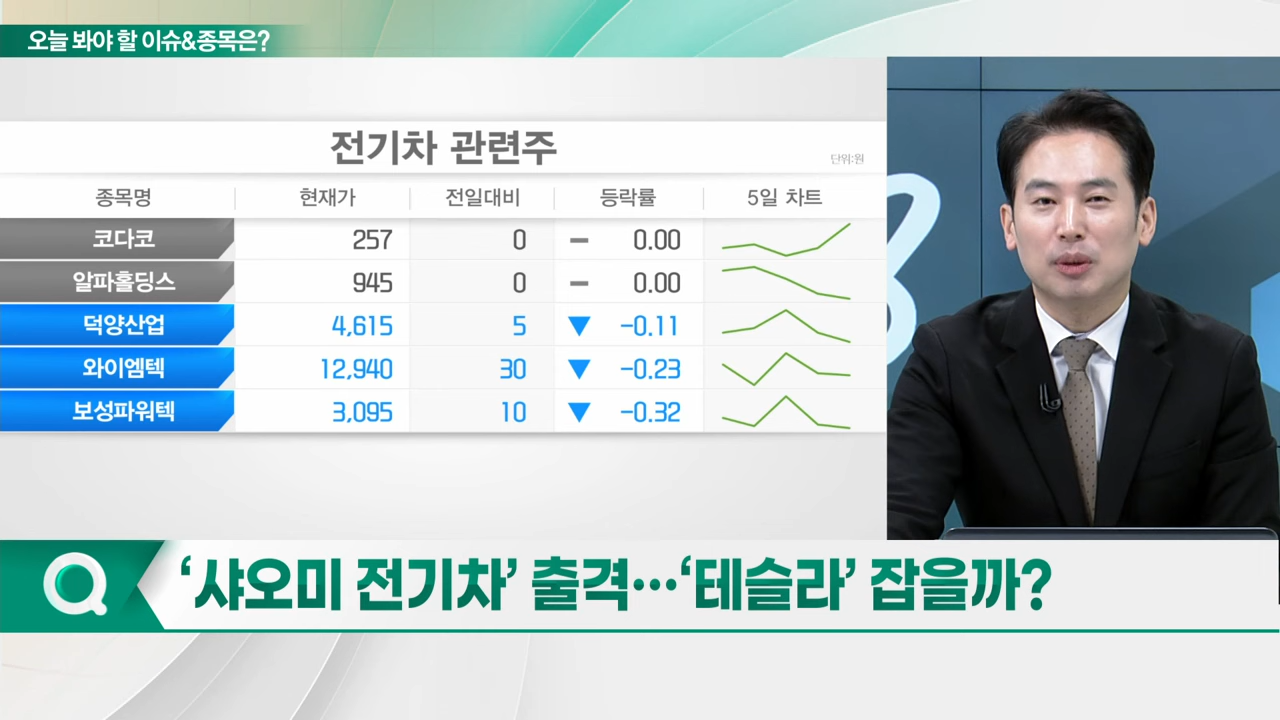 오늘 봐야 할 이슈&종목은?
전기차 관련주
단위:원
종목명 현재가 전일대비 등락률 5일 차트
코다코 257 0 – 0.00
알파홀딩스 945 0 – 0.00
덕양산업 4,615 5 ▼ -0.11
와이엠텍 12,940 30 ▼ -0.23
보성파워텍 3,095 10 ▼ -0.32
‘샤오미 전기차’ 출격…‘테슬라’ 잡을까?